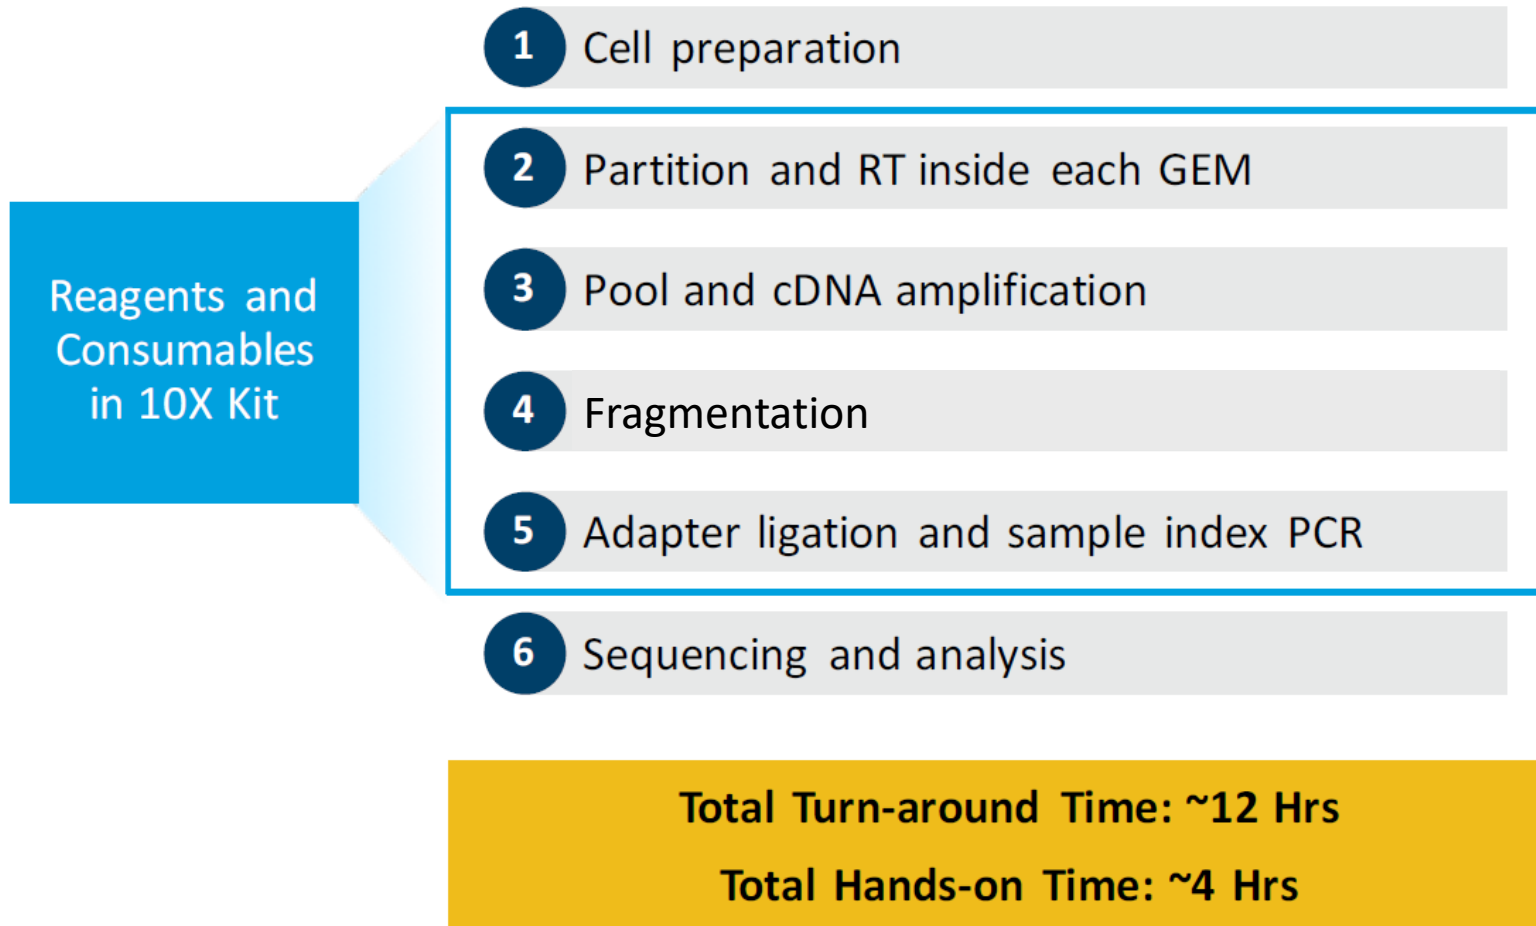 1 Cell preparation
2 Partition and RT inside each GEM
3 Pool and cDNA amplification
4 Fragmentation
5 Adapter ligation and sample index PCR
6 Sequencing and analysis
Reagents and
Consumables
in 10X Kit
Total Turn-around Time: ~12 Hrs
Total Hands-on Time: ~4 Hrs